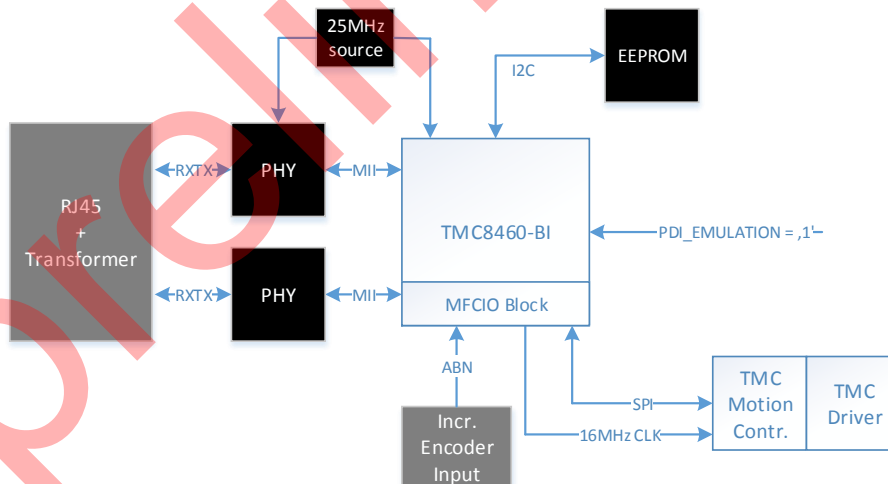 25MHz
source
EEPROM
I2C
RJ45
+
Transformer
RXTX
PHY
MII
TMC8460-BI
PDI_EMULATION = ‚1'
RXTX
PHY
MII
MFCIO Block
ABN
Incr.
Encoder
Input
SPI
16MHz CLK
TMC
Motion
Contr.
TMC
Driver